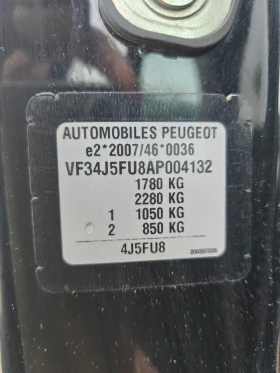 AUTOMOBILES PEUGEOT
e2*2007/46*0036
VF34J5FU8AP004132
1780 KG
2280 KG
1 1050 KG
2 850 KG
4J5FU8